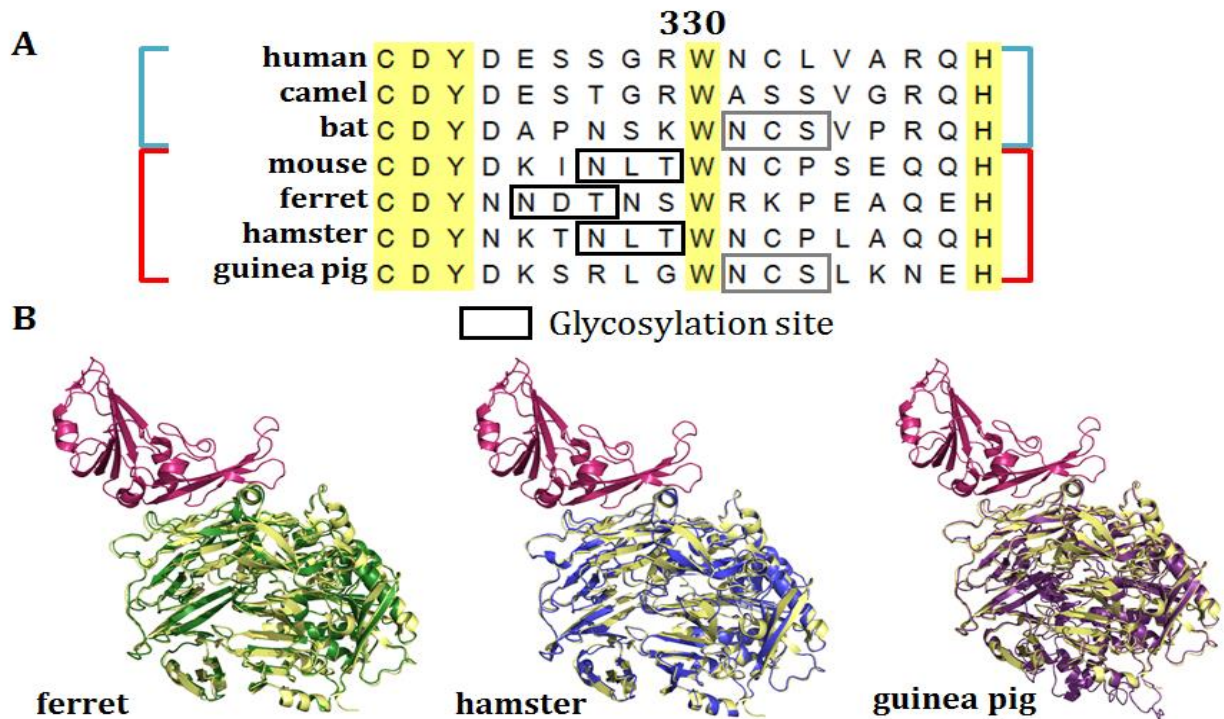 330
A
human C D Y D E S S G R W N C L V A R Q H
camel C D Y D E S T G R W A S S V G R Q H
bat C D Y D A P N S K W N C S V P R Q H
mouse C D Y D K I N L T W N C P S E Q Q H
ferret C D Y N N D T N S W R K P E A Q E H
hamster C D Y N K T N L T W N C P L A Q Q H
guinea pig C D Y D K S R L G W N C S L K N E H
B
Glycosylation site
ferret hamster guinea pig